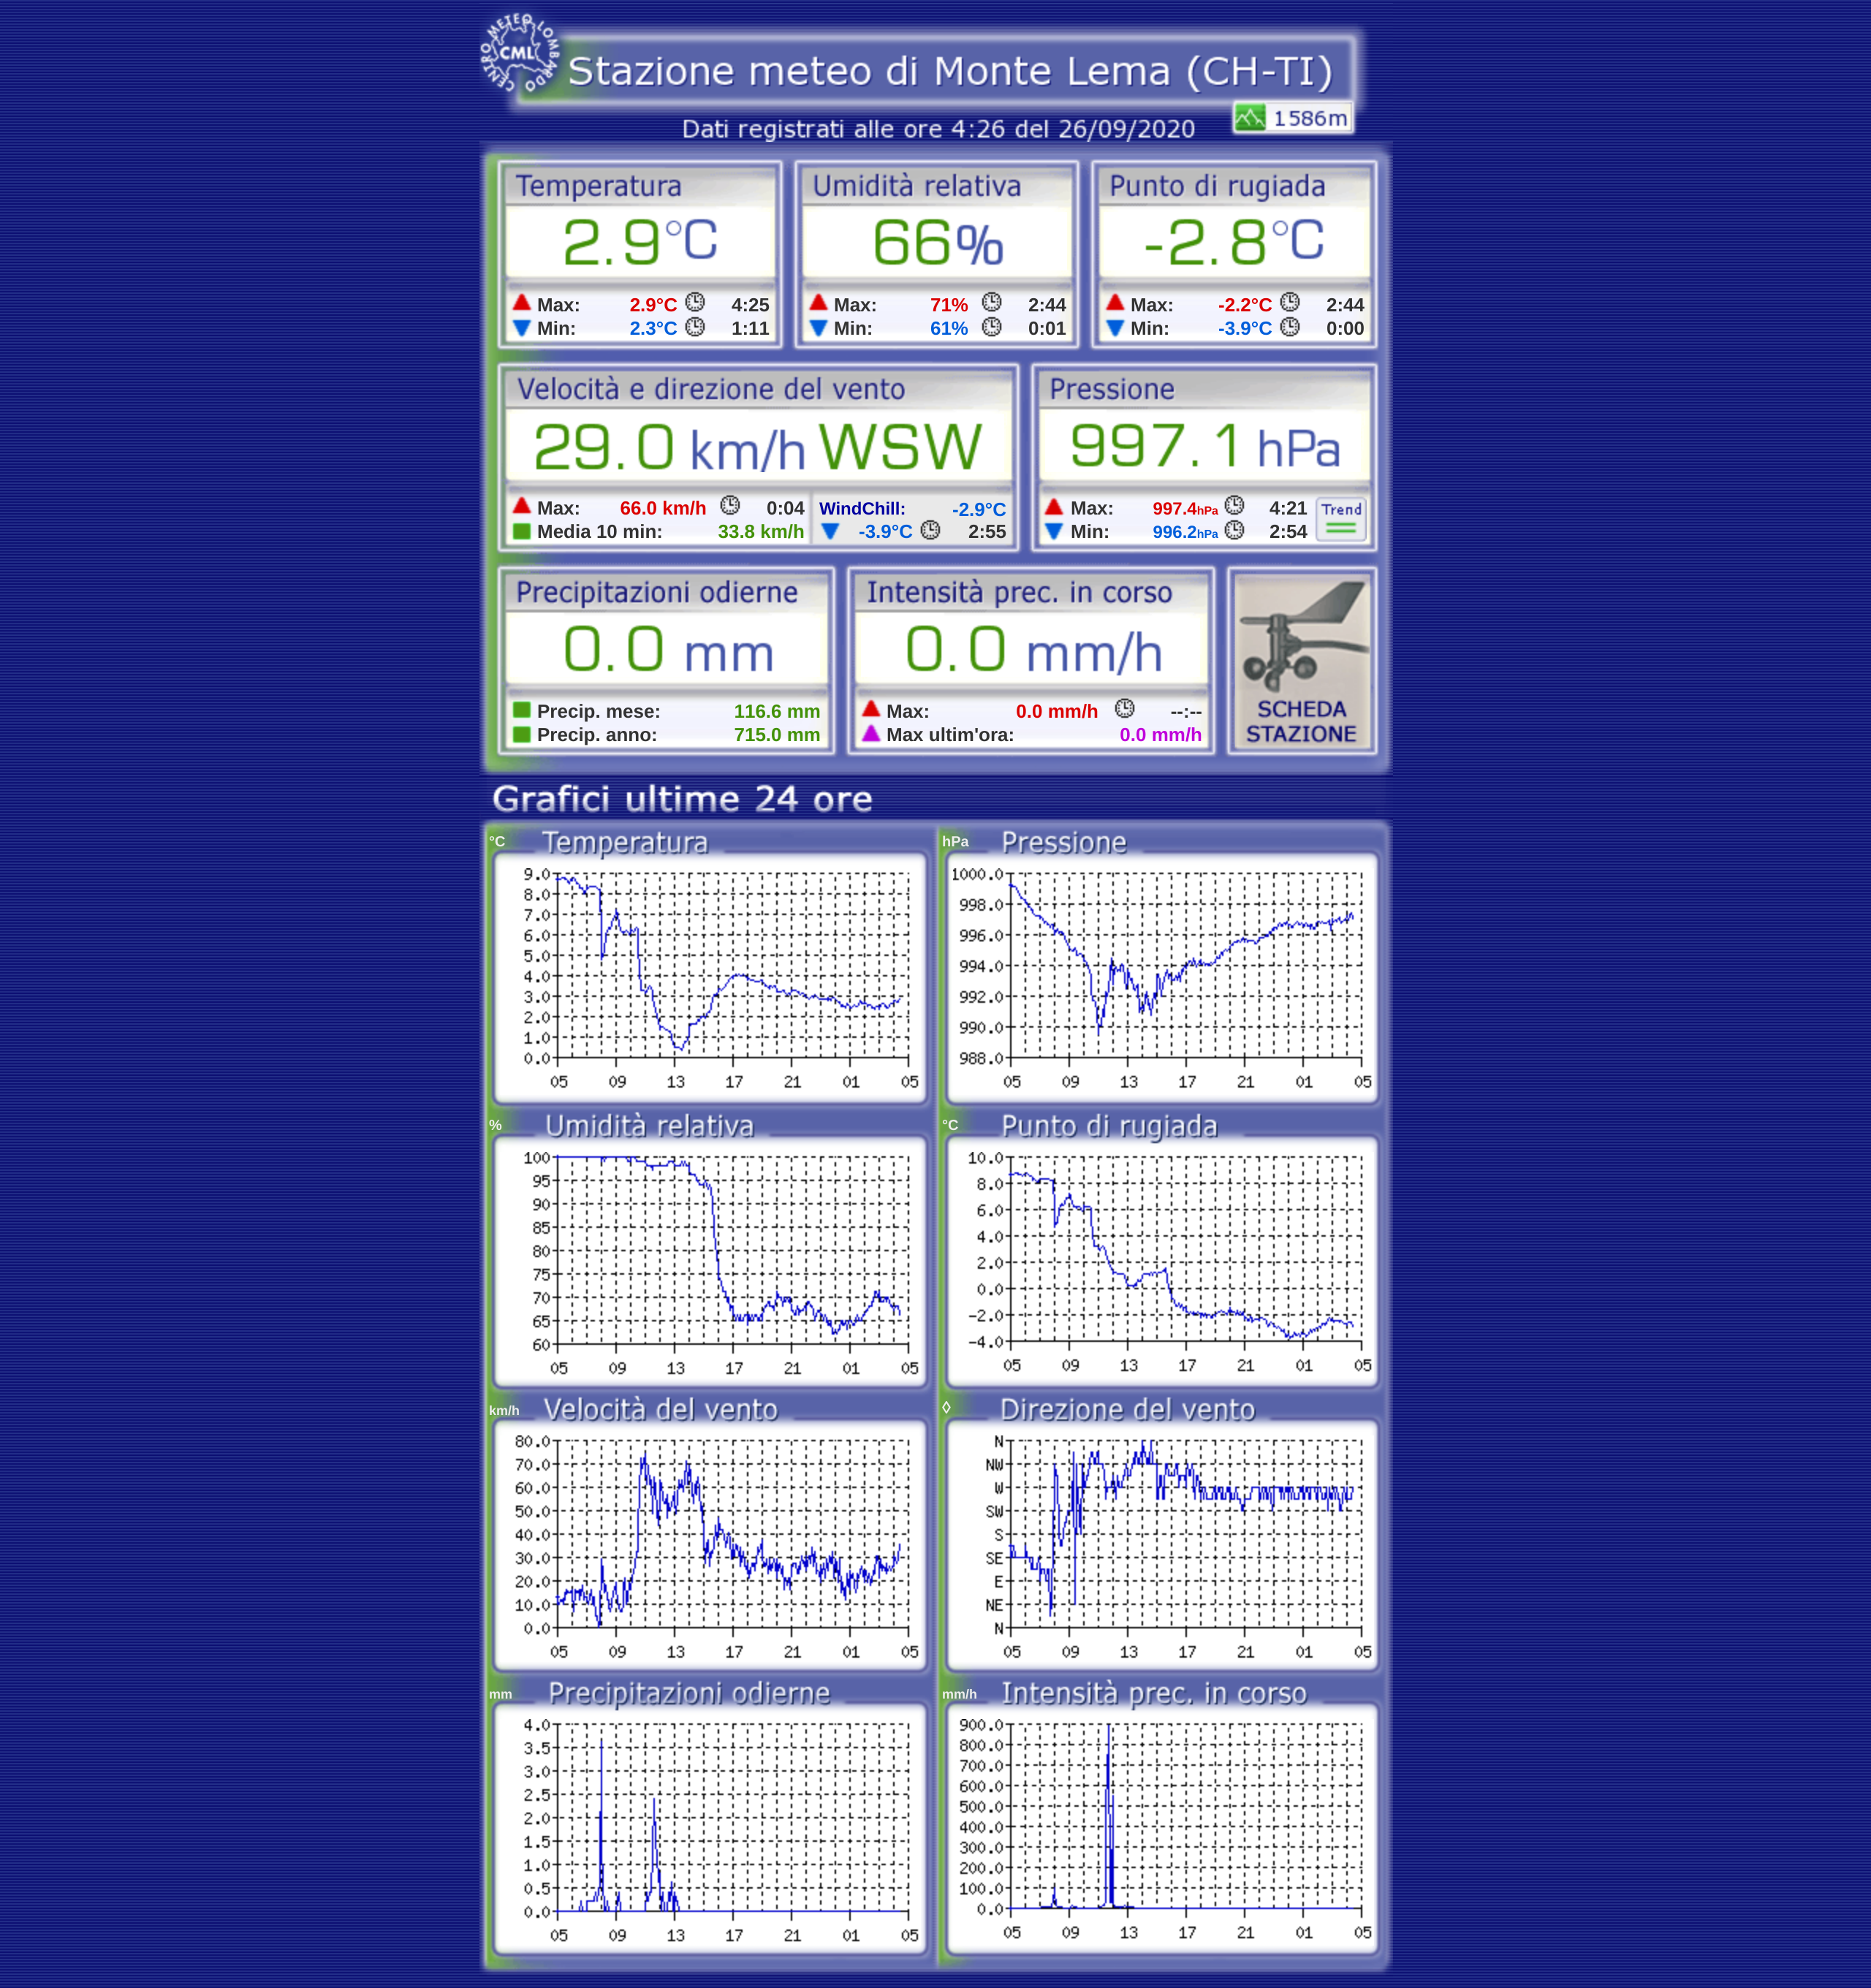 CENTRO METEO LOMBARDO
CML
Stazione meteo di Monte Lema (CH-TI)
1586m
Dati registrati alle ore 4:26 del 26/09/2020
Temperatura Umidità relativa Punto di rugiada
2.9°C 66% -2.8°C
Max: 2.9°C 4:25 Max: 71% 2:44 Max: -2.2°C 2:44
Min: 2.3°C 1:11 Min: 61% 0:01 Min: -3.9°C 0:00
Velocità e direzione del vento Pressione
29.0 km/h WSW 997.1 hPa
Max: 66.0 km/h 0:04 WindChill: -2.9°C Max: 997.4hPa 4:21 Trend
Media 10 min: 33.8 km/h -3.9°C 2:55 Min: 996.2hPa 2:54
Precipitazioni odierne Intensità prec. in corso
0.0 mm 0.0 mm/h
Precip. mese: 116.6 mm Max: 0.0 mm/h --:-- SCHEDA
Precip. anno: 715.0 mm Max ultim'ora: 0.0 mm/h STAZIONE
Grafici ultime 24 ore
°C Temperatura hPa Pressione
9.0 1000.0
8.0 998.0
7.0 996.0
6.0 994.0
5.0 992.0
4.0 990.0
3.0 988.0
2.0
1.0
0.0
05 09 13 17 21 01 05 05 09 13 17 21 01 05
% Umidità relativa °C Punto di rugiada
100 10.0
95 8.0
90 6.0
85 4.0
80 2.0
75 0.0
70 -2.0
65 -4.0
60
05 09 13 17 21 01 05 05 09 13 17 21 01 05
km/h Velocità del vento ◊ Direzione del vento
80.0 N
70.0 NW
60.0 W
50.0 SW
40.0 S
30.0 SE
20.0 E
10.0 NE
0.0 N
05 09 13 17 21 01 05 05 09 13 17 21 01 05
mm Precipitazioni odierne mm/h Intensità prec. in corso
4.0 900.0
3.5 800.0
3.0 700.0
2.5 600.0
2.0 500.0
1.5 400.0
1.0 300.0
0.5 200.0
0.0 100.0
0.0
05 09 13 17 21 01 05 05 09 13 17 21 01 05